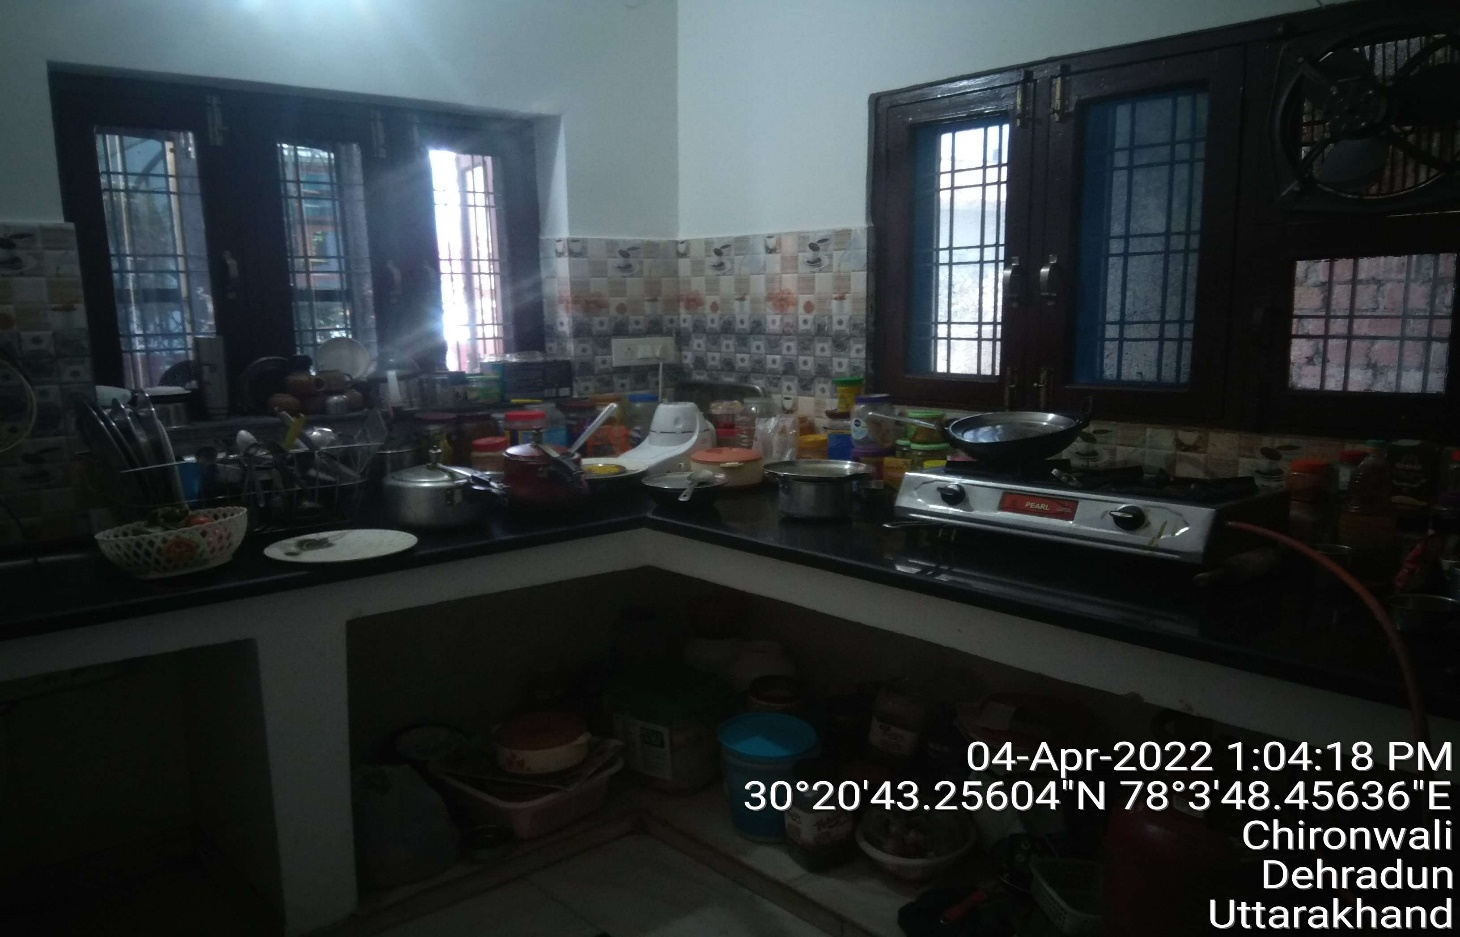 PEARL
04-Apr-2022 1:04:18 PM
30°20'43.25604"N 78°3'48.45636"E
Chironwali
Dehradun
Uttarakhand